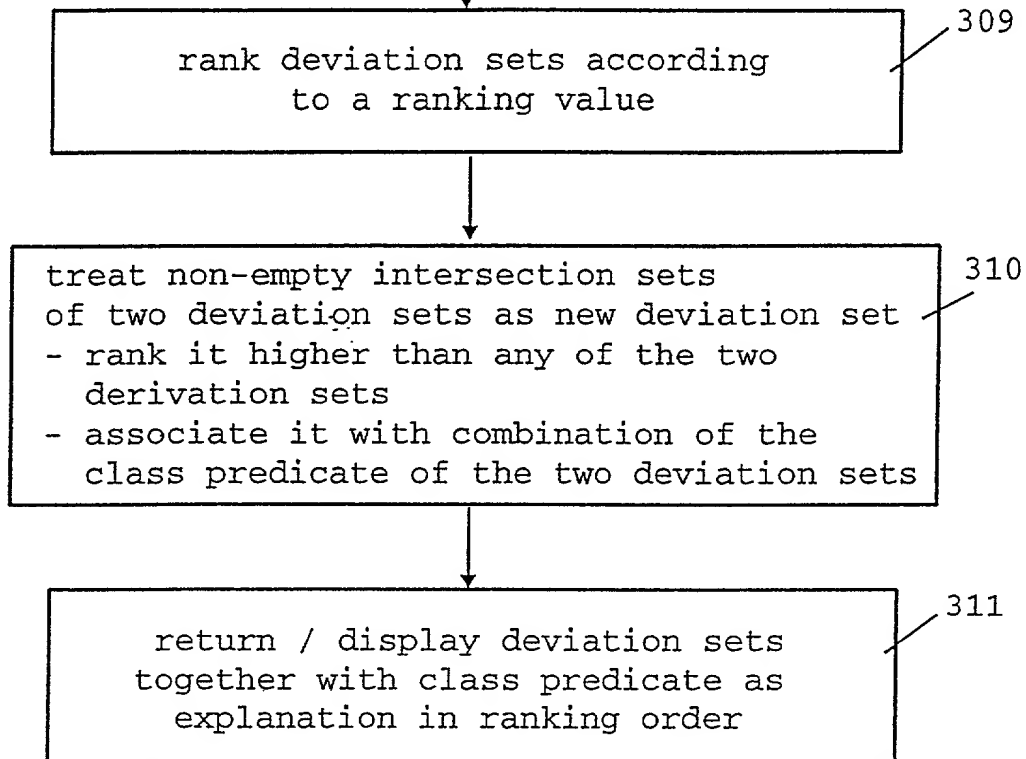 309
rank deviation sets according
to a ranking value
310
treat non-empty intersection sets
of two deviation sets as new deviation set
- rank it higher than any of the two
derivation sets
- associate it with combination of the
class predicate of the two deviation sets
311
return / display deviation sets
together with class predicate as
explanation in ranking order